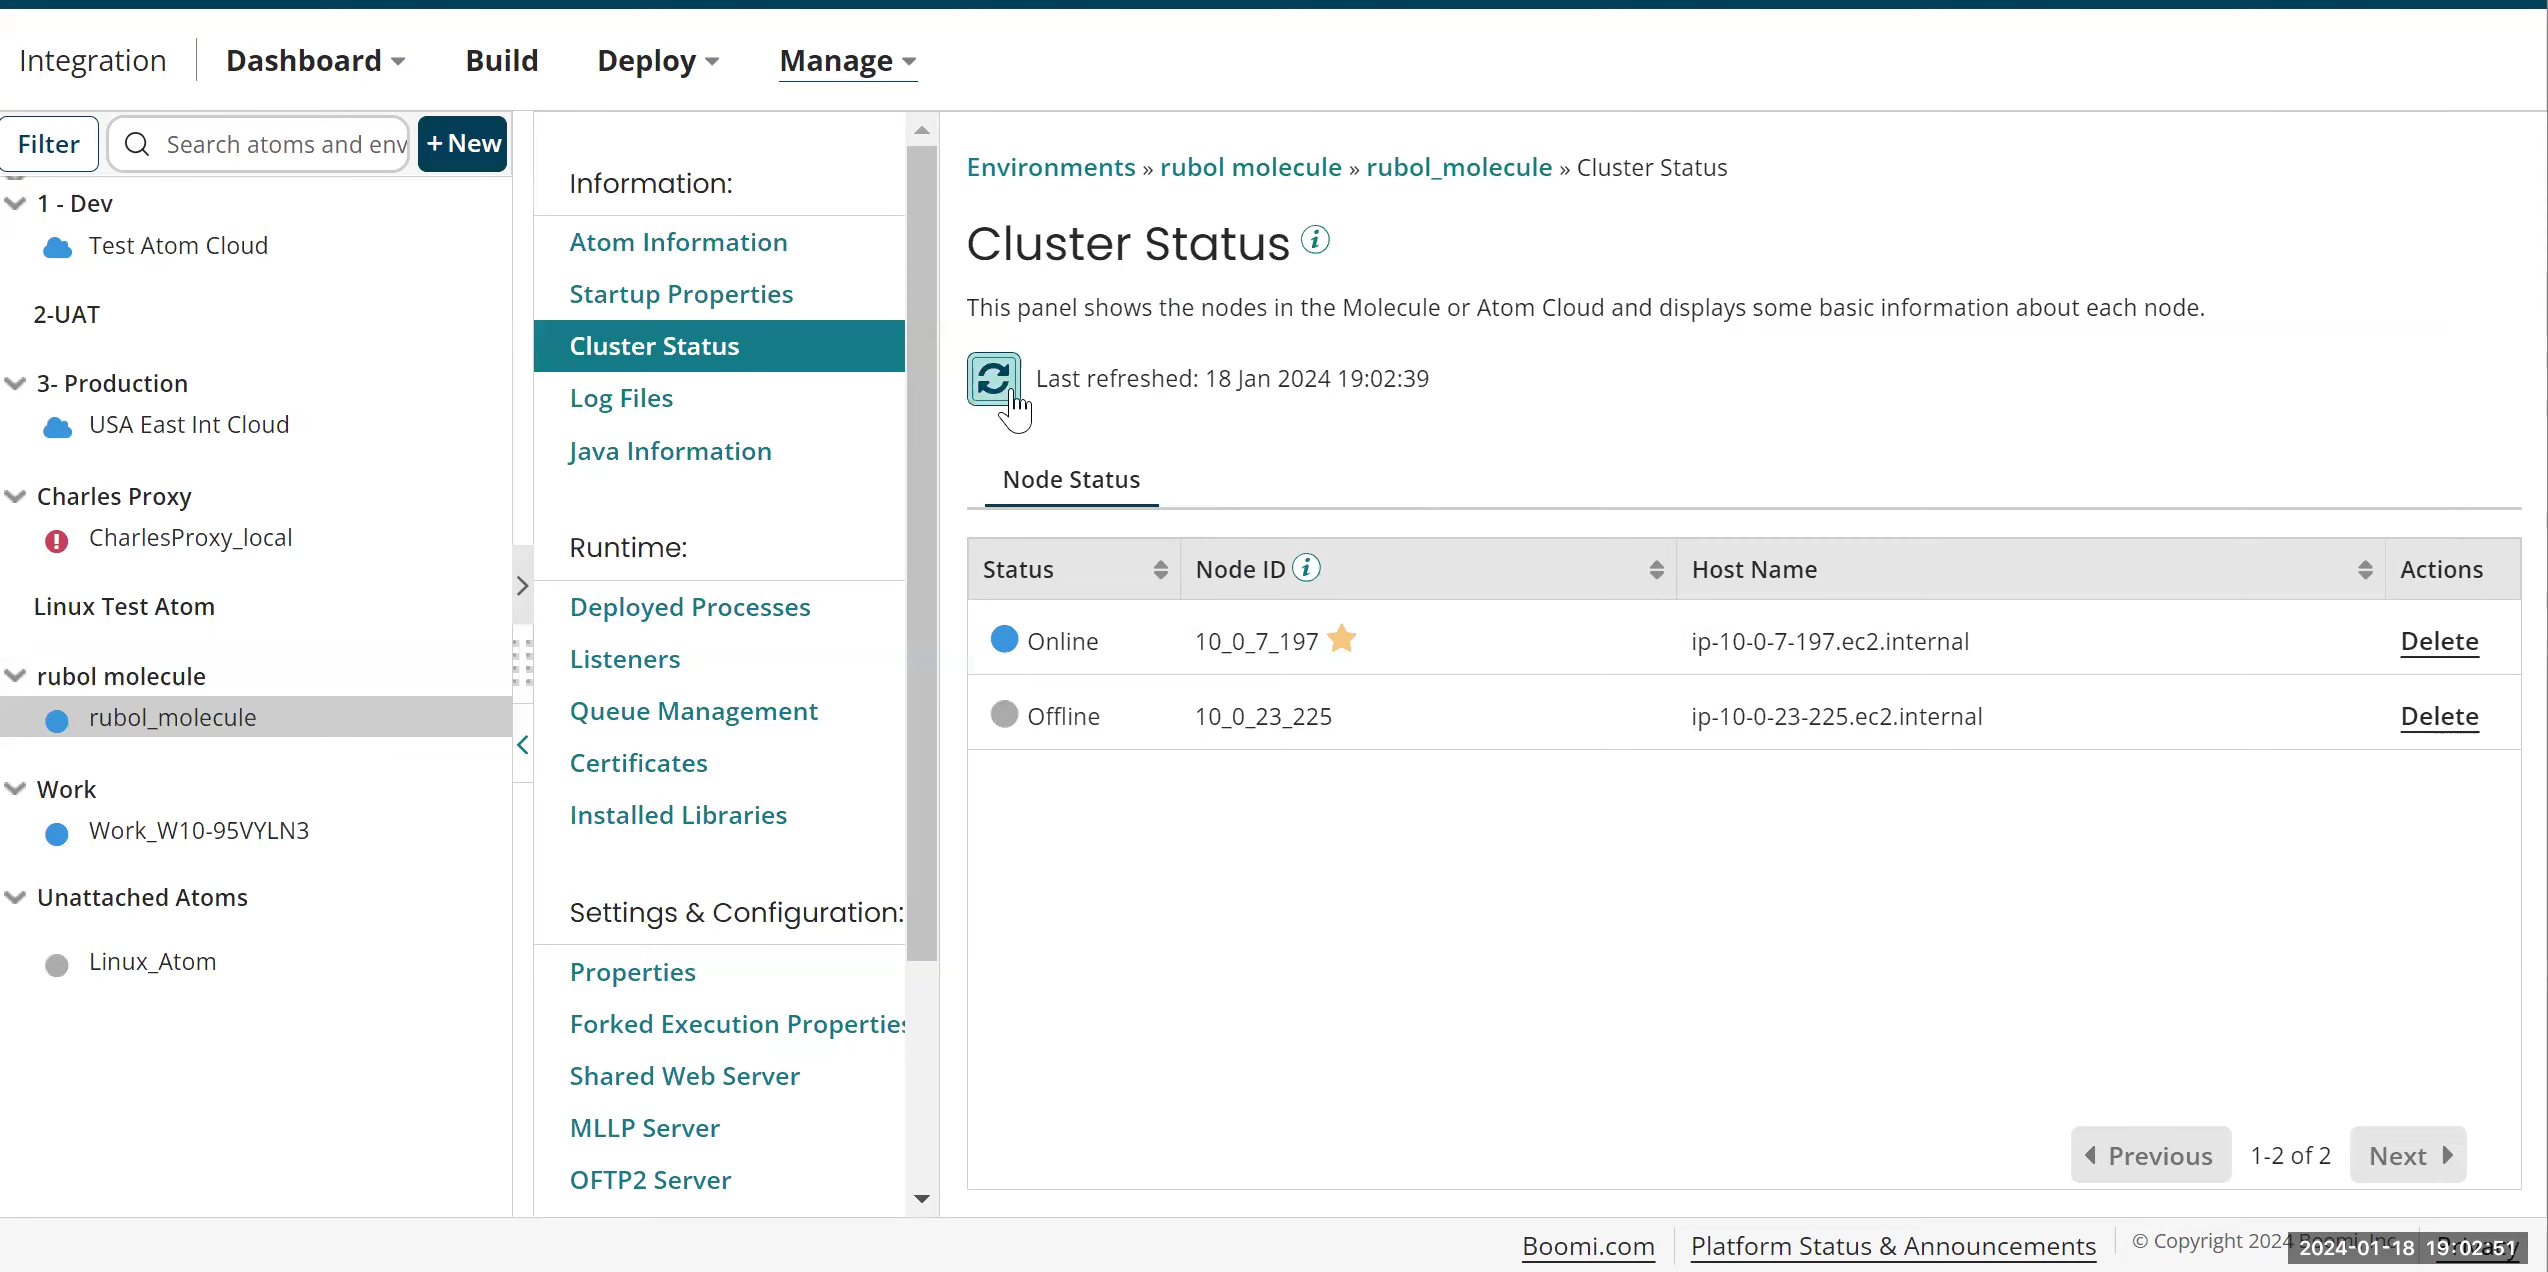 Integration
Dashboard
Build
Deploy
Manage
Filter
Search atoms and env
+ New
1 - Dev
Test Atom Cloud
2-UAT
3- Production
USA East Int Cloud
Charles Proxy
CharlesProxy_local
Linux Test Atom
rubol molecule
rubol_molecule
Work
Work_W10-95VYLN3
Unattached Atoms
Linux_Atom
Information:
Atom Information
Startup Properties
Cluster Status
Log Files
Java Information
Runtime:
Deployed Processes
Listeners
Queue Management
Certificates
Installed Libraries
Settings & Configuration:
Properties
Forked Execution Properties
Shared Web Server
MLLP Server
OFTP2 Server
Environments » rubol molecule » rubol_molecule » Cluster Status
Cluster Status
This panel shows the nodes in the Molecule or Atom Cloud and displays some basic information about each node.
Last refreshed: 18 Jan 2024 19:02:39
Node Status
Status Node ID Host Name Actions
Online 10_0_7_197 ip-10-0-7-197.ec2.internal Delete
Offline 10_0_23_225 ip-10-0-23-225.ec2.internal Delete
Previous 1-2 of 2 Next
Boomi.com Platform Status & Announcements © Copyright 2024 Boomi, Inc. Privacy
2024-01-18 19:02:51